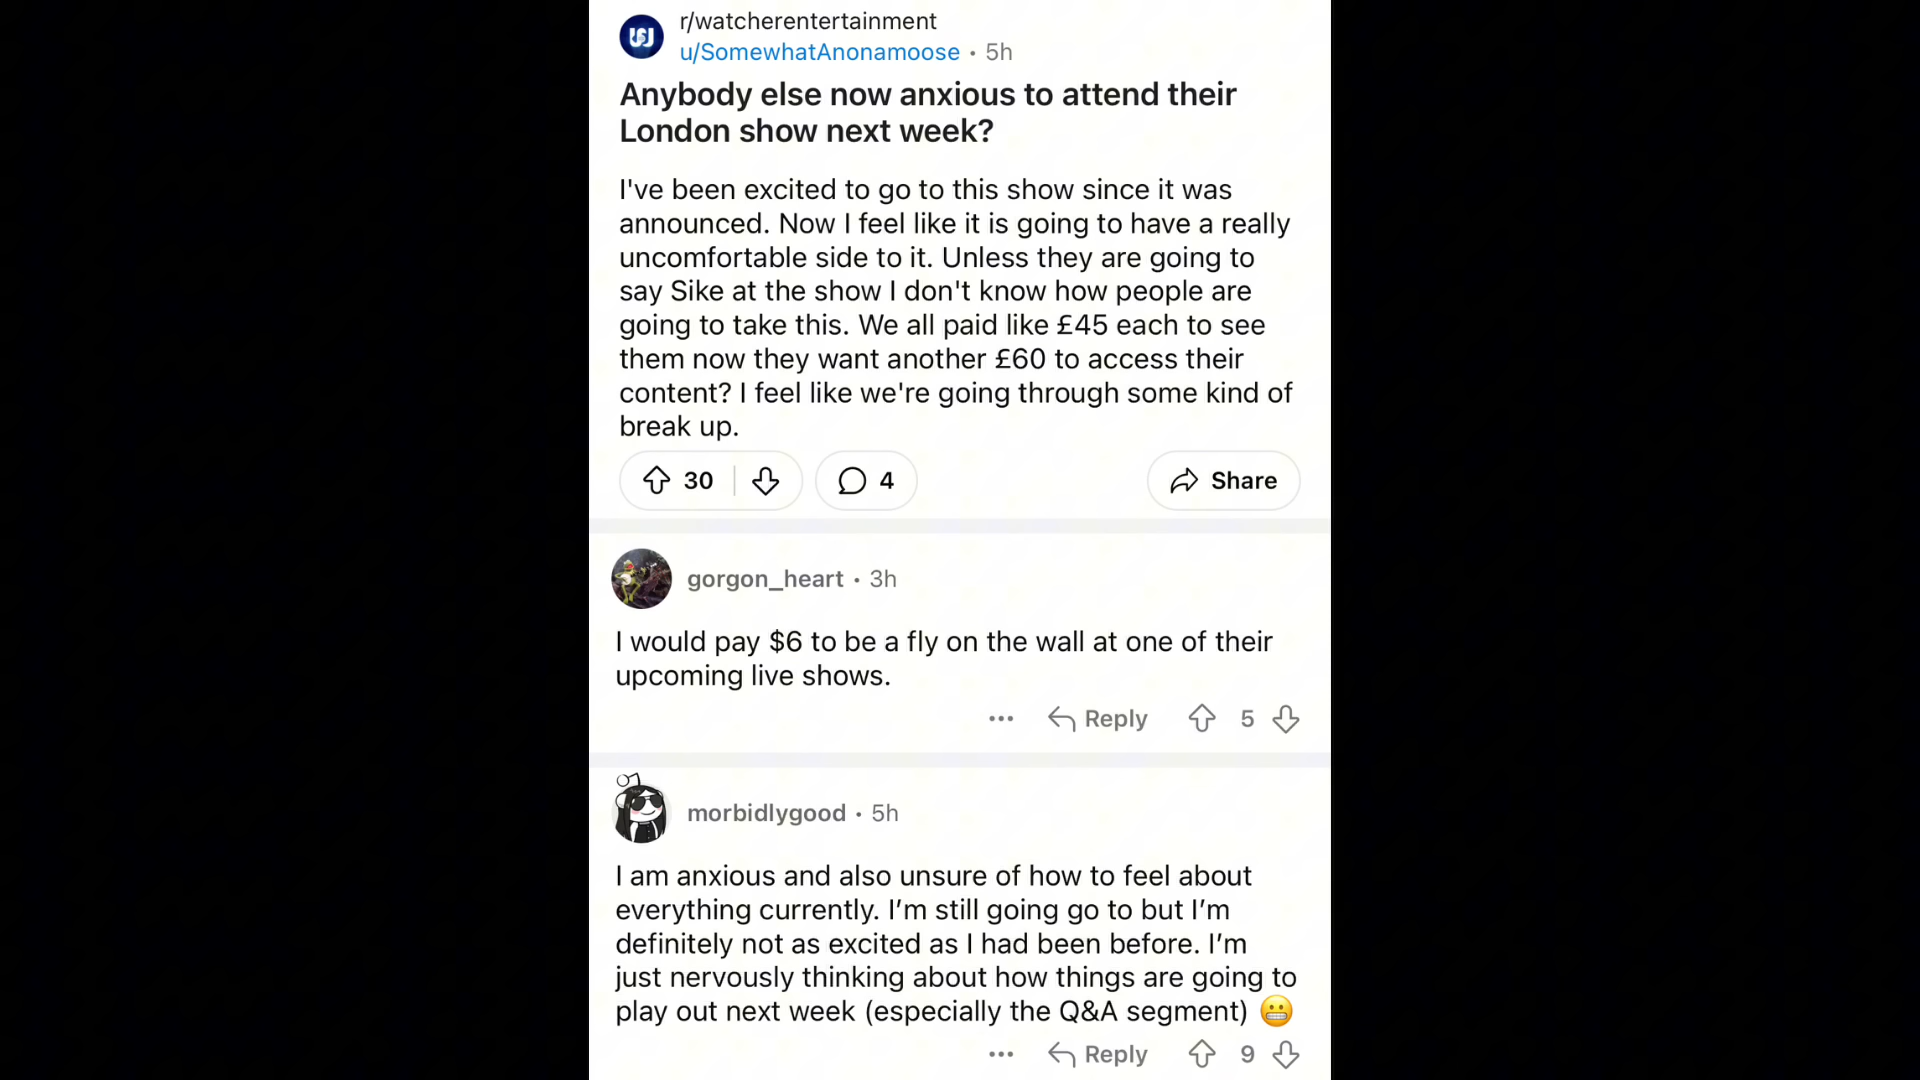 r/watcherentertainment
u/SomewhatAnonamoose • 5h
Anybody else now anxious to attend their
London show next week?
I've been excited to go to this show since it was
announced. Now I feel like it is going to have a really
uncomfortable side to it. Unless they are going to
say Sike at the show I don't know how people are
going to take this. We all paid like £45 each to see
them now they want another £60 to access their
content? I feel like we're going through some kind of
break up.
30 4 Share
gorgon_heart • 3h
I would pay $6 to be a fly on the wall at one of their
upcoming live shows.
... Reply 5
morbidlygood • 5h
I am anxious and also unsure of how to feel about
everything currently. I’m still going go to but I’m
definitely not as excited as I had been before. I’m
just nervously thinking about how things are going to
play out next week (especially the Q&A segment) 😬
... Reply 9